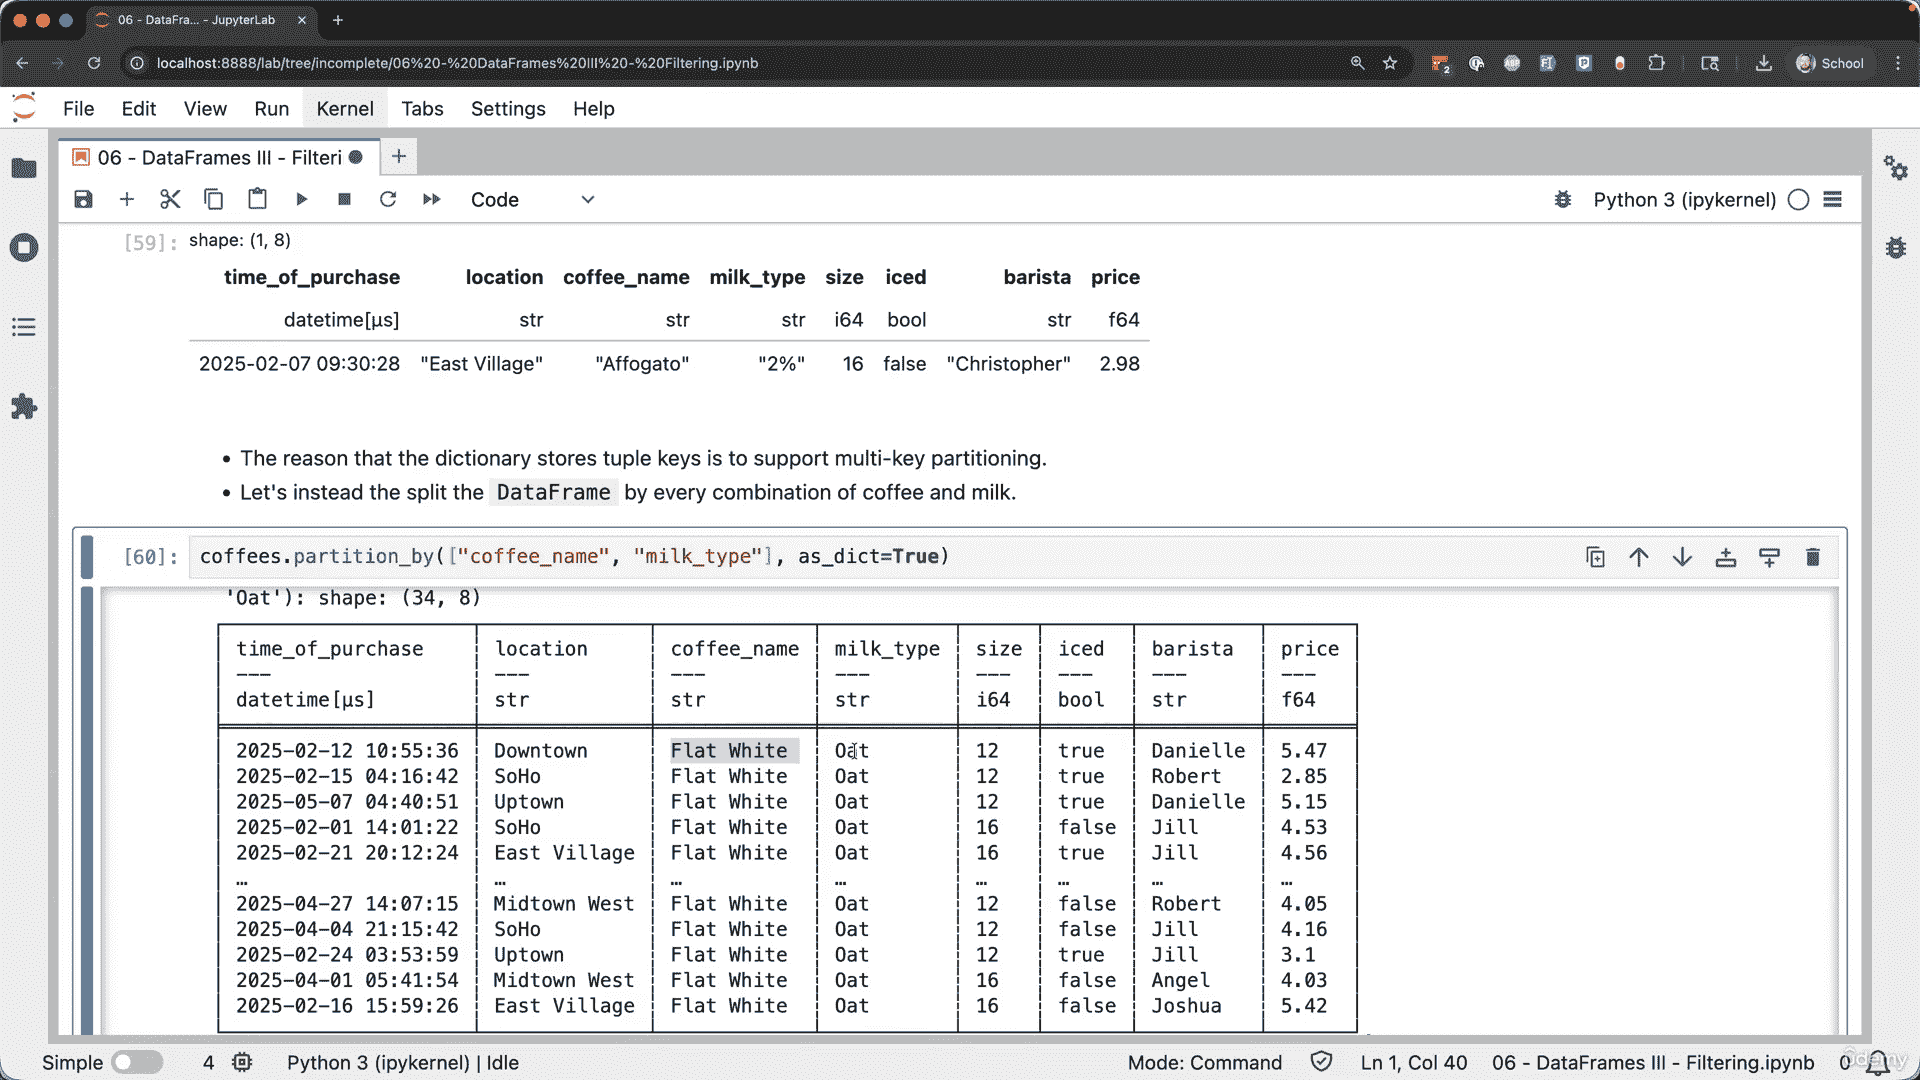 06 - DataFra... - JupyterLab
localhost:8888/lab/tree/incomplete/06%20-%20DataFrames%20III%20-%20Filtering.ipynb
2
ABP
School
File Edit View Run Kernel Tabs Settings Help
06 - DataFrames III - Filteri
Code
Python 3 (ipykernel)
[59]: shape: (1, 8)
time_of_purchase location coffee_name milk_type size iced barista price
datetime[μs] str str str i64 bool str f64
2025-02-07 09:30:28 "East Village" "Affogato" "2%" 16 false "Christopher" 2.98
• The reason that the dictionary stores tuple keys is to support multi-key partitioning.
• Let's instead the split the DataFrame by every combination of coffee and milk.
[60]: coffees.partition_by(["coffee_name", "milk_type"], as_dict=True)
'Oat'): shape: (34, 8)
time_of_purchase location coffee_name milk_type size iced barista price
--- --- --- --- --- --- --- ---
datetime[μs] str str str i64 bool str f64
2025-02-12 10:55:36 Downtown Flat White Oat 12 true Danielle 5.47
2025-02-15 04:16:42 SoHo Flat White Oat 12 true Robert 2.85
2025-05-07 04:40:51 Uptown Flat White Oat 12 true Danielle 5.15
2025-02-01 14:01:22 SoHo Flat White Oat 16 false Jill 4.53
2025-02-21 20:12:24 East Village Flat White Oat 16 true Jill 4.56
… … … … … … … …
2025-04-27 14:07:15 Midtown West Flat White Oat 12 false Robert 4.05
2025-04-04 21:15:42 SoHo Flat White Oat 12 false Jill 4.16
2025-02-24 03:53:59 Uptown Flat White Oat 12 true Jill 3.1
2025-04-01 05:41:54 Midtown West Flat White Oat 16 false Angel 4.03
2025-02-16 15:59:26 East Village Flat White Oat 16 false Joshua 5.42
Simple 4 Python 3 (ipykernel) | Idle Mode: Command Ln 1, Col 40 06 - DataFrames III - Filtering.ipynb 0
udemy